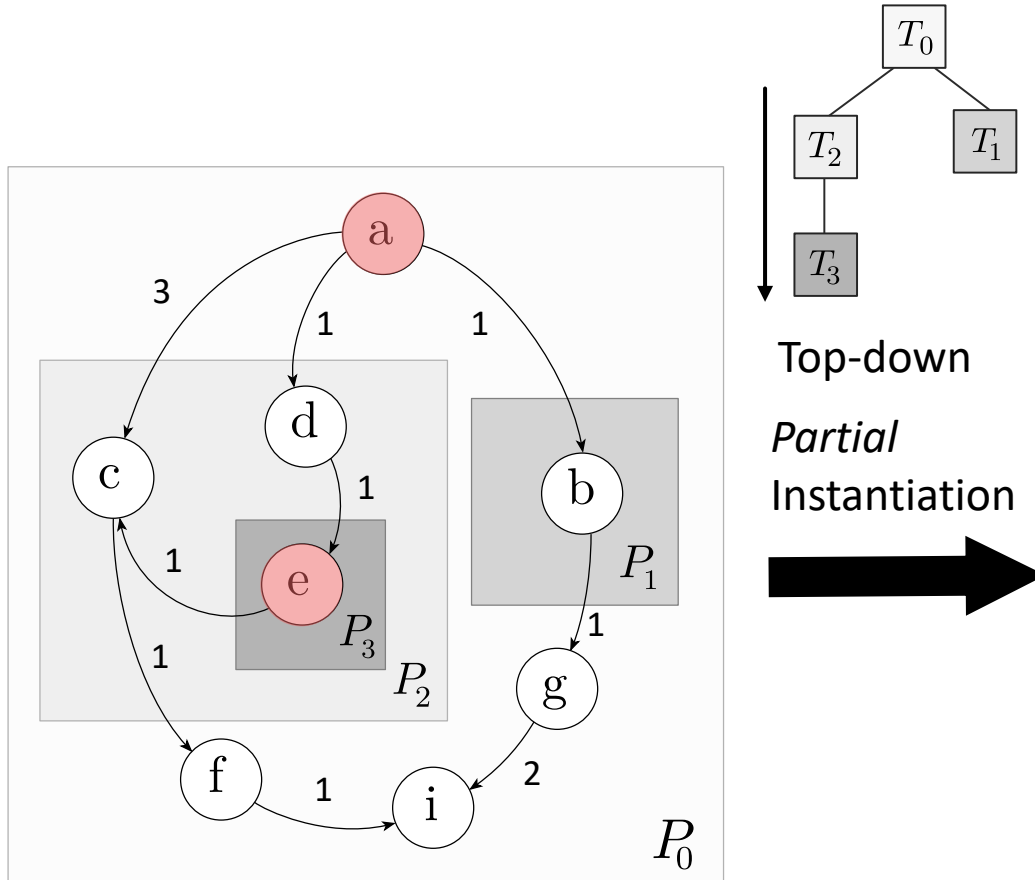 T₀
T₂
T₁
T₃
a
3
1
1
Top-down
Partial
Instantiation
d
c
b
1
1
e
P₁
P₃
1
1
P₂
g
f
1
i
2
P₀